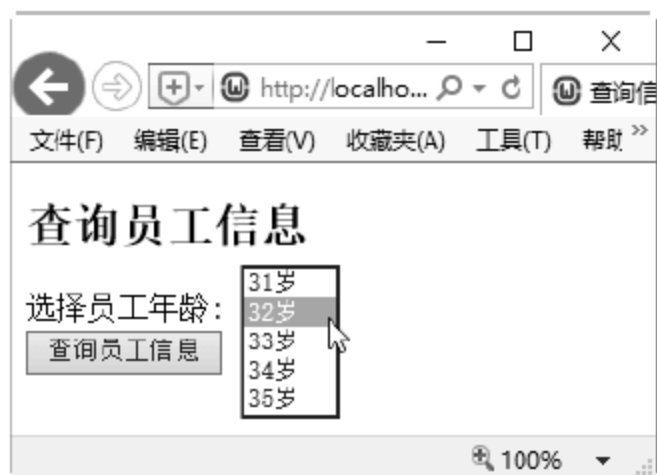 http://localho...
查询信
文件(F) 编辑(E) 查看(V) 收藏夹(A) 工具(T) 帮助 »
查询员工信息
选择员工年龄：
31岁
32岁
33岁
34岁
35岁
查询员工信息
100%